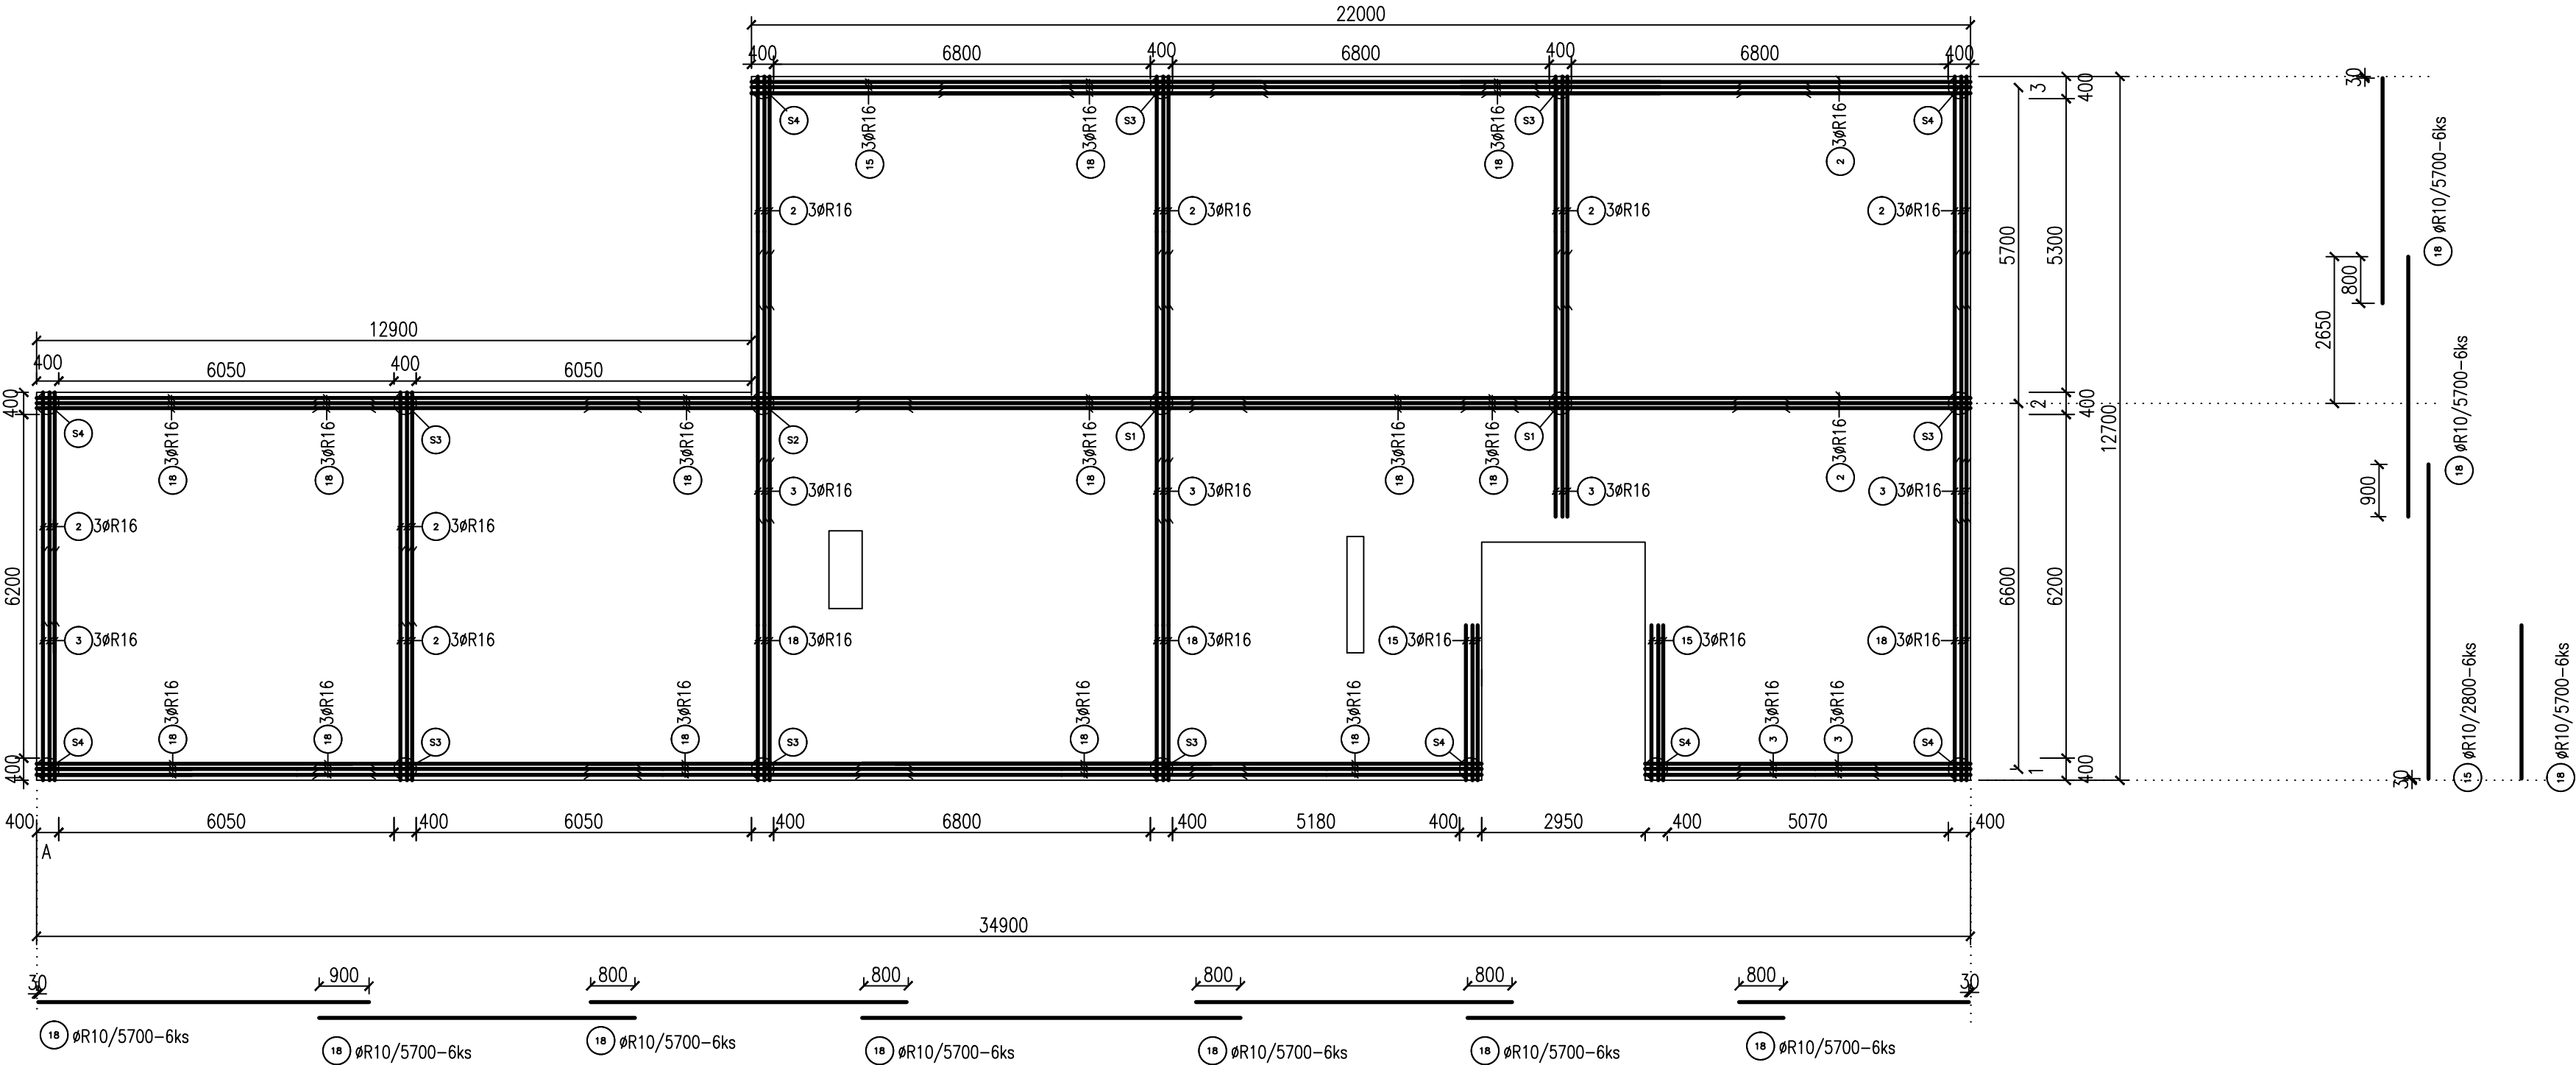 22000
400 6800 400 6800 400 6800 400
S4 S3 S3 S4
15 3øR16
18 3øR16
18 3øR16
2 3øR16
2 3øR16
2 3øR16
2 3øR16
2 3øR16
12900
400 6050 400 6050
400
6200
400
S4 S3 S2 S1 S1 S3
18 3øR16
18 3øR16
18 3øR16
18 3øR16
18 3øR16
18 3øR16
2 3øR16
3 3øR16
3 3øR16
3 3øR16
3 3øR16
2 3øR16
2 3øR16
3 3øR16
2 3øR16
18 3øR16
18 3øR16
15 3øR16
15 3øR16
18 3øR16
18 3øR16
18 3øR16
18 3øR16
18 3øR16
18 3øR16
3 3øR16
3 3øR16
S4 S3 S3 S3 S4 S4 S4
400 6050 400 6050 400 6800 400 5180 400 2950 400 5070 400
A
34900
3
400
5700
5300
2
400
12700
6600
6200
1
400
30
18 øR10/5700-6ks
800
2650
18 øR10/5700-6ks
900
15 øR10/2800-6ks
18 øR10/5700-6ks
30
30 900 800 800 800 800 800 30
18 øR10/5700-6ks
18 øR10/5700-6ks
18 øR10/5700-6ks
18 øR10/5700-6ks
18 øR10/5700-6ks
18 øR10/5700-6ks
18 øR10/5700-6ks